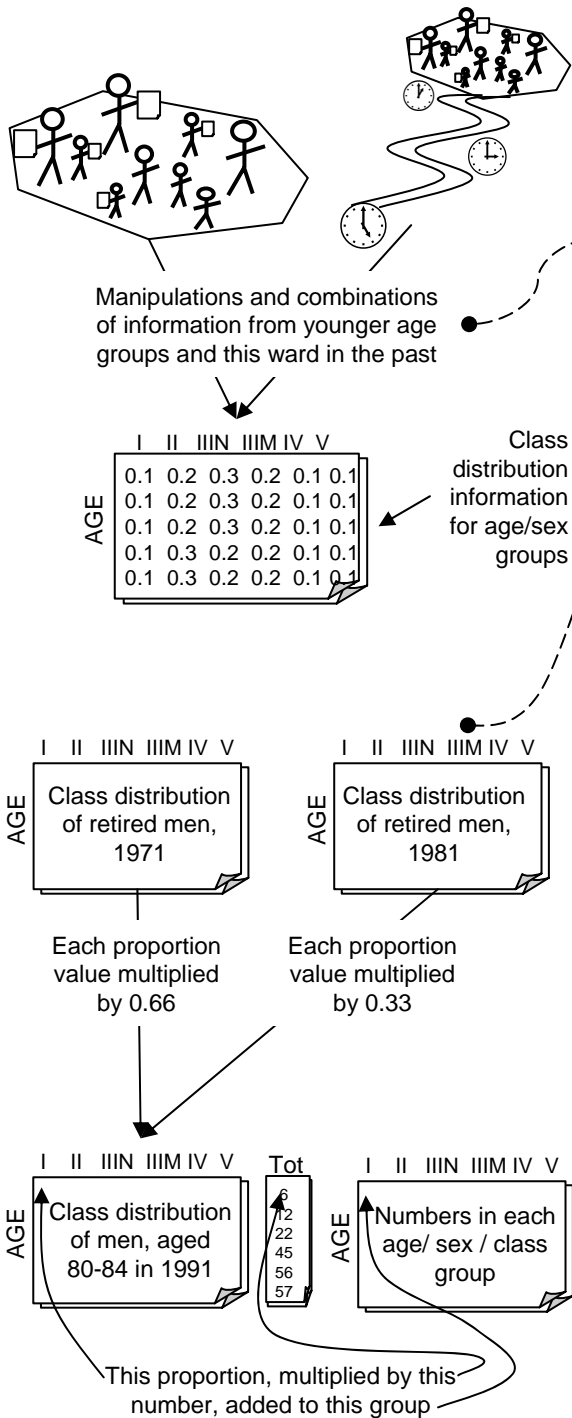 Manipulations and combinations
of information from younger age
groups and this ward in the past
I II IIIN IIIM IV V
AGE
0.1 0.2 0.3 0.2 0.1 0.1
0.1 0.2 0.3 0.2 0.1 0.1
0.1 0.2 0.3 0.2 0.1 0.1
0.1 0.3 0.2 0.2 0.1 0.1
0.1 0.3 0.2 0.2 0.1 0.1
Class
distribution
information
for age/sex
groups
I II IIIN IIIM IV V
AGE
Class distribution
of retired men,
1971
I II IIIN IIIM IV V
AGE
Class distribution
of retired men,
1981
Each proportion
value multiplied
by 0.66
Each proportion
value multiplied
by 0.33
I II IIIN IIIM IV V
AGE
Class distribution
of men, aged
80-84 in 1991
Tot
6
12
22
45
56
57
I II IIIN IIIM IV V
AGE
Numbers in each
age/ sex / class
group
This proportion, multiplied by this
number, added to this group